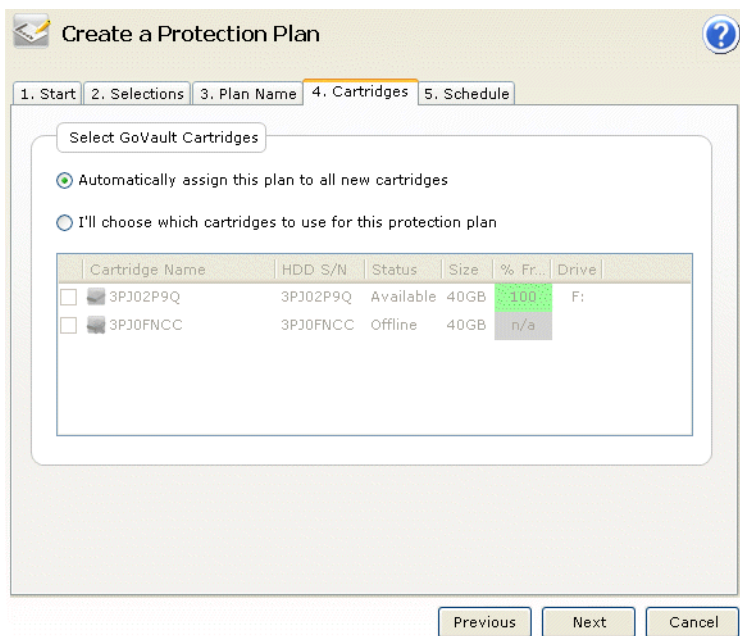 Create a Protection Plan
?
1. Start 2. Selections 3. Plan Name 4. Cartridges 5. Schedule
Select GoVault Cartridges
Automatically assign this plan to all new cartridges
I'll choose which cartridges to use for this protection plan
Cartridge Name HDD S/N Status Size % Fr... Drive
3PJ02P9Q 3PJ02P9Q Available 40GB 100 F:
3PJ0FNCC 3PJ0FNCC Offline 40GB n/a
Previous Next Cancel